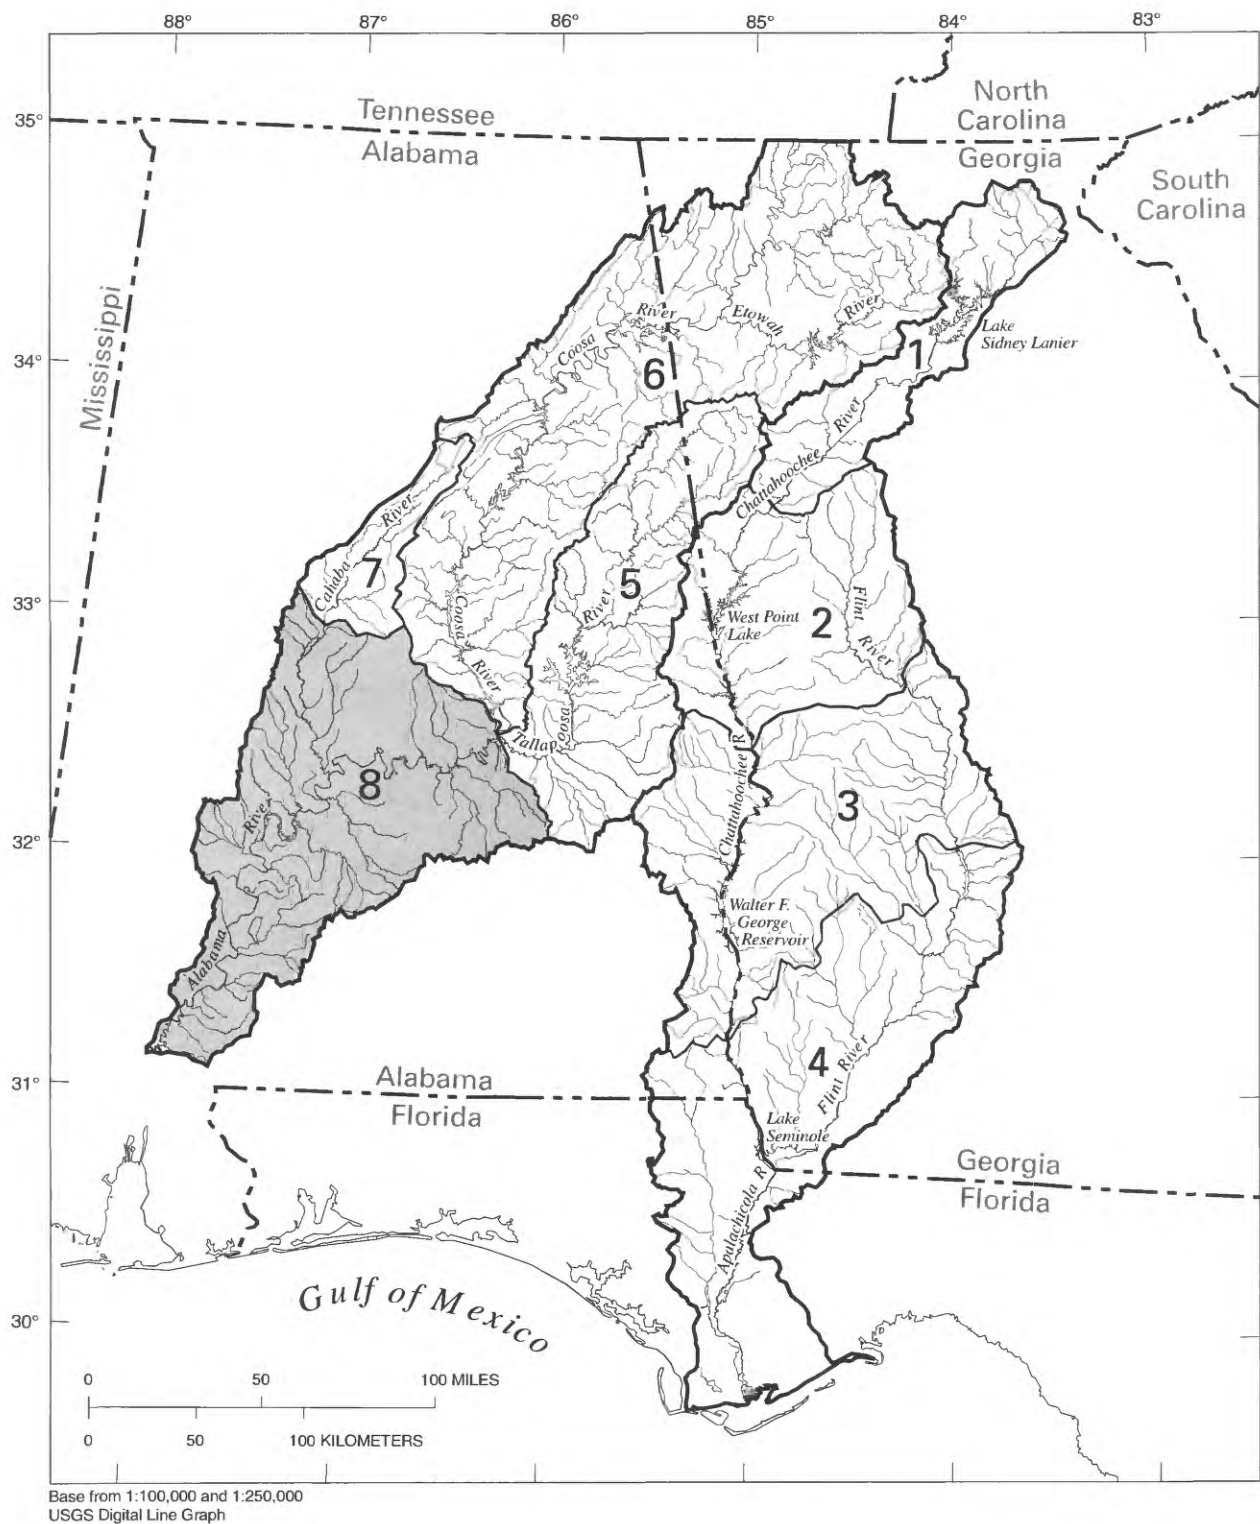 88° 87° 86° 85° 84° 83°
35°
34°
33°
32°
31°
30°
Tennessee
Alabama
North
Carolina
Georgia
South
Carolina
Mississippi
Lake
Sidney Lanier
Coosa
River
Etowah
River
1
6
Chattahoochee
River
Cahaba
River
7
Coosa
River
5
River
Tallapoosa
West Point
Lake
2
Flint
River
8
Rive
Alabama
Chattahoochee R
3
Walter F.
George
Reservoir
4
Flint River
Alabama
Florida
Lake
Seminole
Georgia
Florida
Apalachicola R
Gulf of Mexico
0 50 100 MILES
0 50 100 KILOMETERS
Base from 1:100,000 and 1:250,000
USGS Digital Line Graph